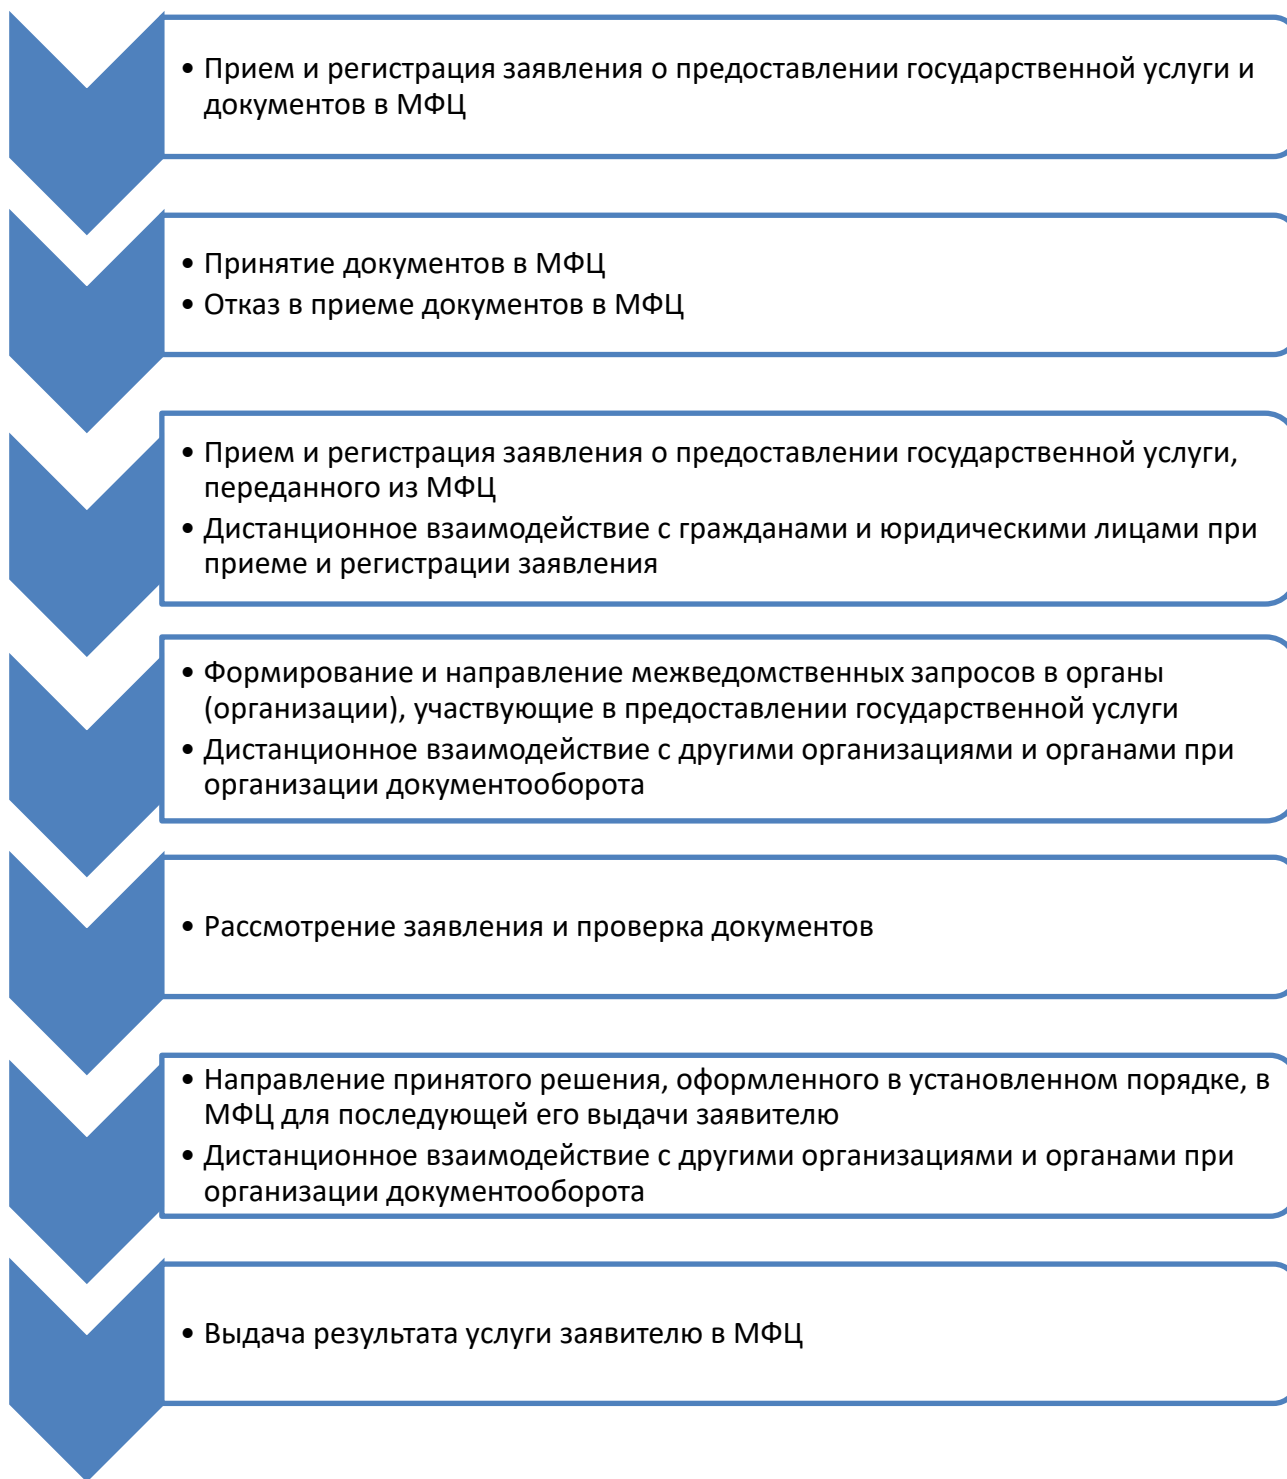 • Прием и регистрация заявления о предоставлении государственной услуги и
документов в МФЦ
• Принятие документов в МФЦ
• Отказ в приеме документов в МФЦ
• Прием и регистрация заявления о предоставлении государственной услуги,
переданного из МФЦ
• Дистанционное взаимодействие с гражданами и юридическими лицами при
приеме и регистрации заявления
• Формирование и направление межведомственных запросов в органы
(организации), участвующие в предоставлении государственной услуги
• Дистанционное взаимодействие с другими организациями и органами при
организации документооборота
• Рассмотрение заявления и проверка документов
• Направление принятого решения, оформленного в установленном порядке, в
МФЦ для последующей его выдачи заявителю
• Дистанционное взаимодействие с другими организациями и органами при
организации документооборота
• Выдача результата услуги заявителю в МФЦ